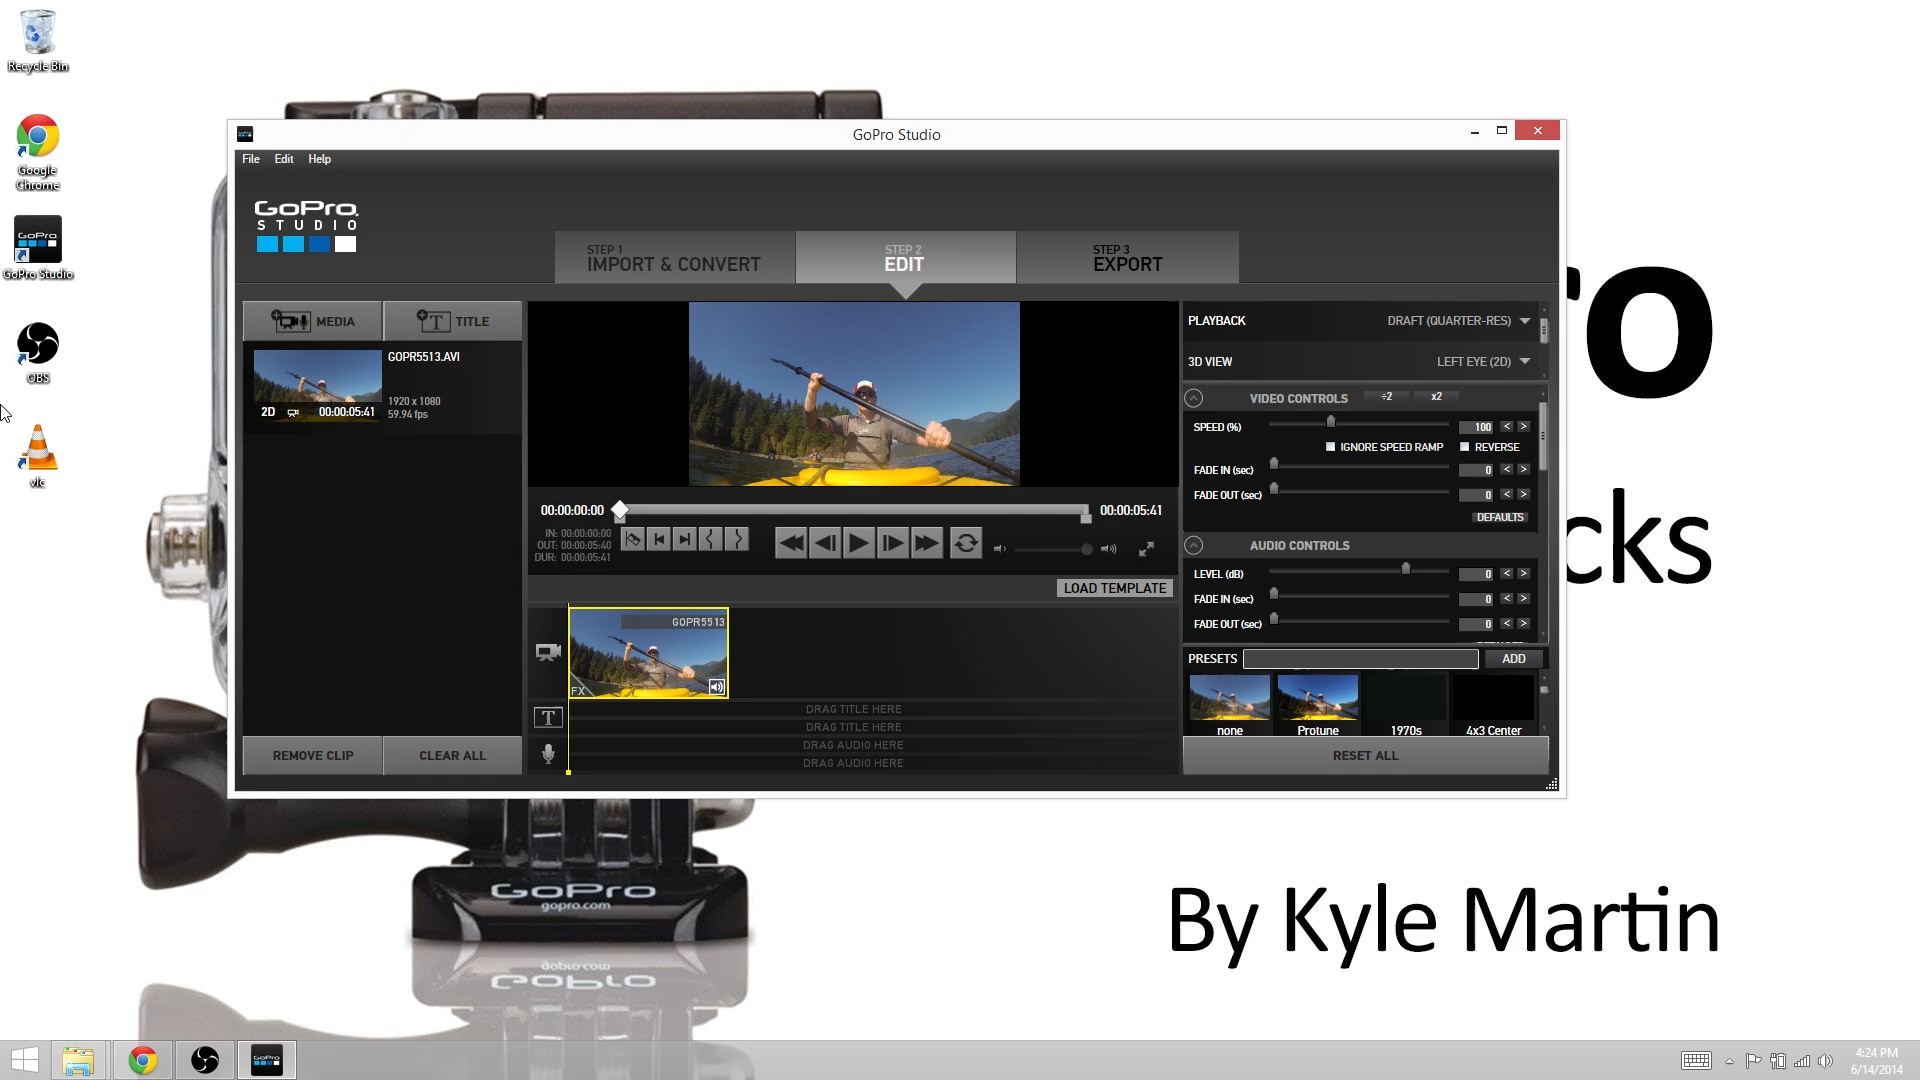 Recycle Bin
Google
Chrome
GoPro
GoPro Studio
OBS
vlc
GoPro Studio
File Edit Help
GoPro
STUDIO
STEP 1
IMPORT & CONVERT
STEP 2
EDIT
STEP 3
EXPORT
MEDIA
T TITLE
GOPR5513.AVI
1920 x 1080
59.94 fps
2D 00:00:05:41
REMOVE CLIP
CLEAR ALL
00:00:00:00
00:00:05:41
IN: 00:00:00:00
OUT: 00:00:05:40
DUR: 00:00:05:41
LOAD TEMPLATE
GOPR5513
FX
T
DRAG TITLE HERE
DRAG TITLE HERE
DRAG AUDIO HERE
DRAG AUDIO HERE
PLAYBACK DRAFT (QUARTER-RES)
3D VIEW LEFT EYE (2D)
VIDEO CONTROLS ÷2 x2
SPEED (%) 100 < >
IGNORE SPEED RAMP REVERSE
FADE IN (sec) 0 < >
FADE OUT (sec) 0 < >
DEFAULTS
AUDIO CONTROLS
LEVEL (dB) 0 < >
FADE IN (sec) 0 < >
FADE OUT (sec) 0 < >
PRESETS ADD
none Protune 1970s 4x3 Center
RESET ALL
ro
cks
By Kyle Martin
GoPro
gopro.com
GoPro
4:24 PM
6/14/2014